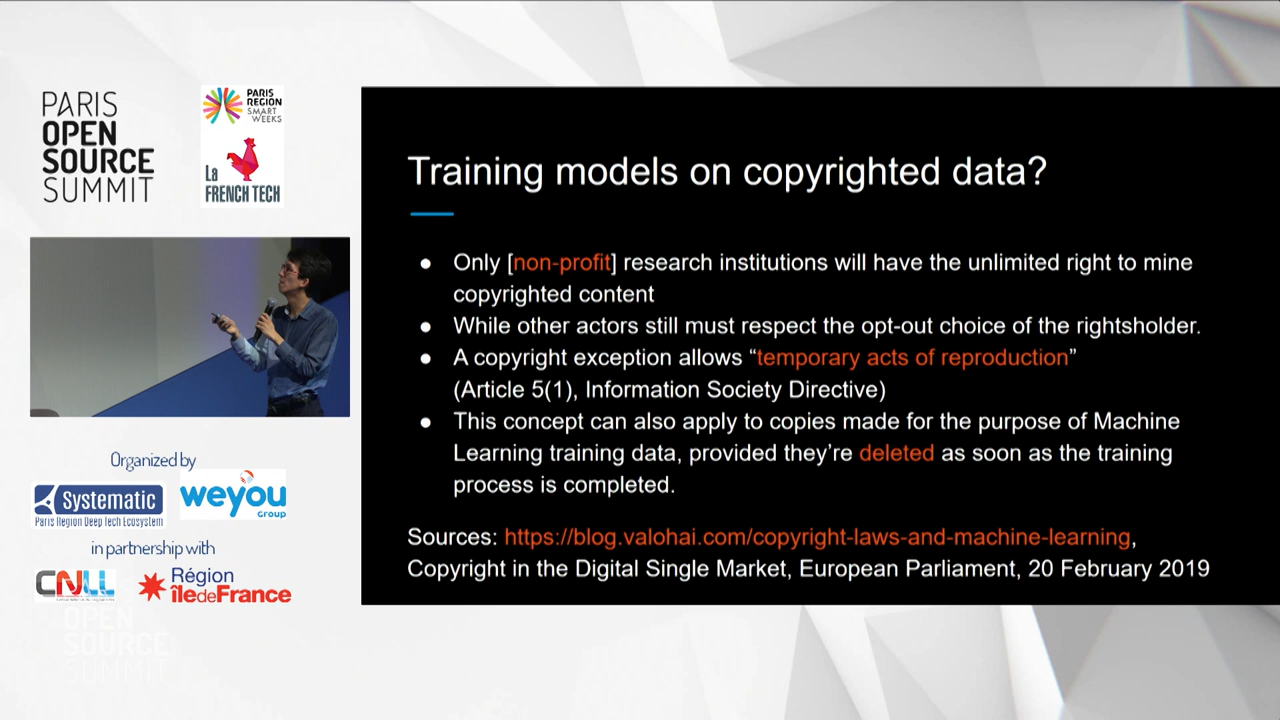 PARIS
OPEN
SOURCE
SUMMIT
PARIS
REGION
SMART
WEEKS
La
FRENCH TECH
Training models on copyrighted data?
• Only [non-profit] research institutions will have the unlimited right to mine
copyrighted content
• While other actors still must respect the opt-out choice of the rightsholder.
• A copyright exception allows “temporary acts of reproduction”
(Article 5(1), Information Society Directive)
• This concept can also apply to copies made for the purpose of Machine
Learning training data, provided they’re deleted as soon as the training
process is completed.
Sources: https://blog.valohai.com/copyright-laws-and-machine-learning,
Copyright in the Digital Single Market, European Parliament, 20 February 2019
Organized by
Systematic
Paris Region Deep Tech Ecosystem
weyou
GROUP
in partnership with
CNLL
Région
îledeFrance
OPEN
SOURCE
SUMMIT